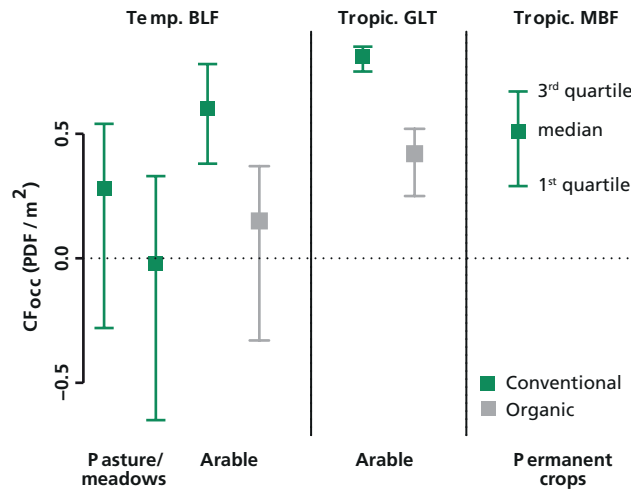 Temp. BLF
Tropic. GLT
Tropic. MBF
3rd quartile
median
1st quartile
0.5
0.0
−0.5
CFocc (PDF / m2)
Conventional
Organic
Pasture/
meadows
Arable
Arable
Permanent
crops